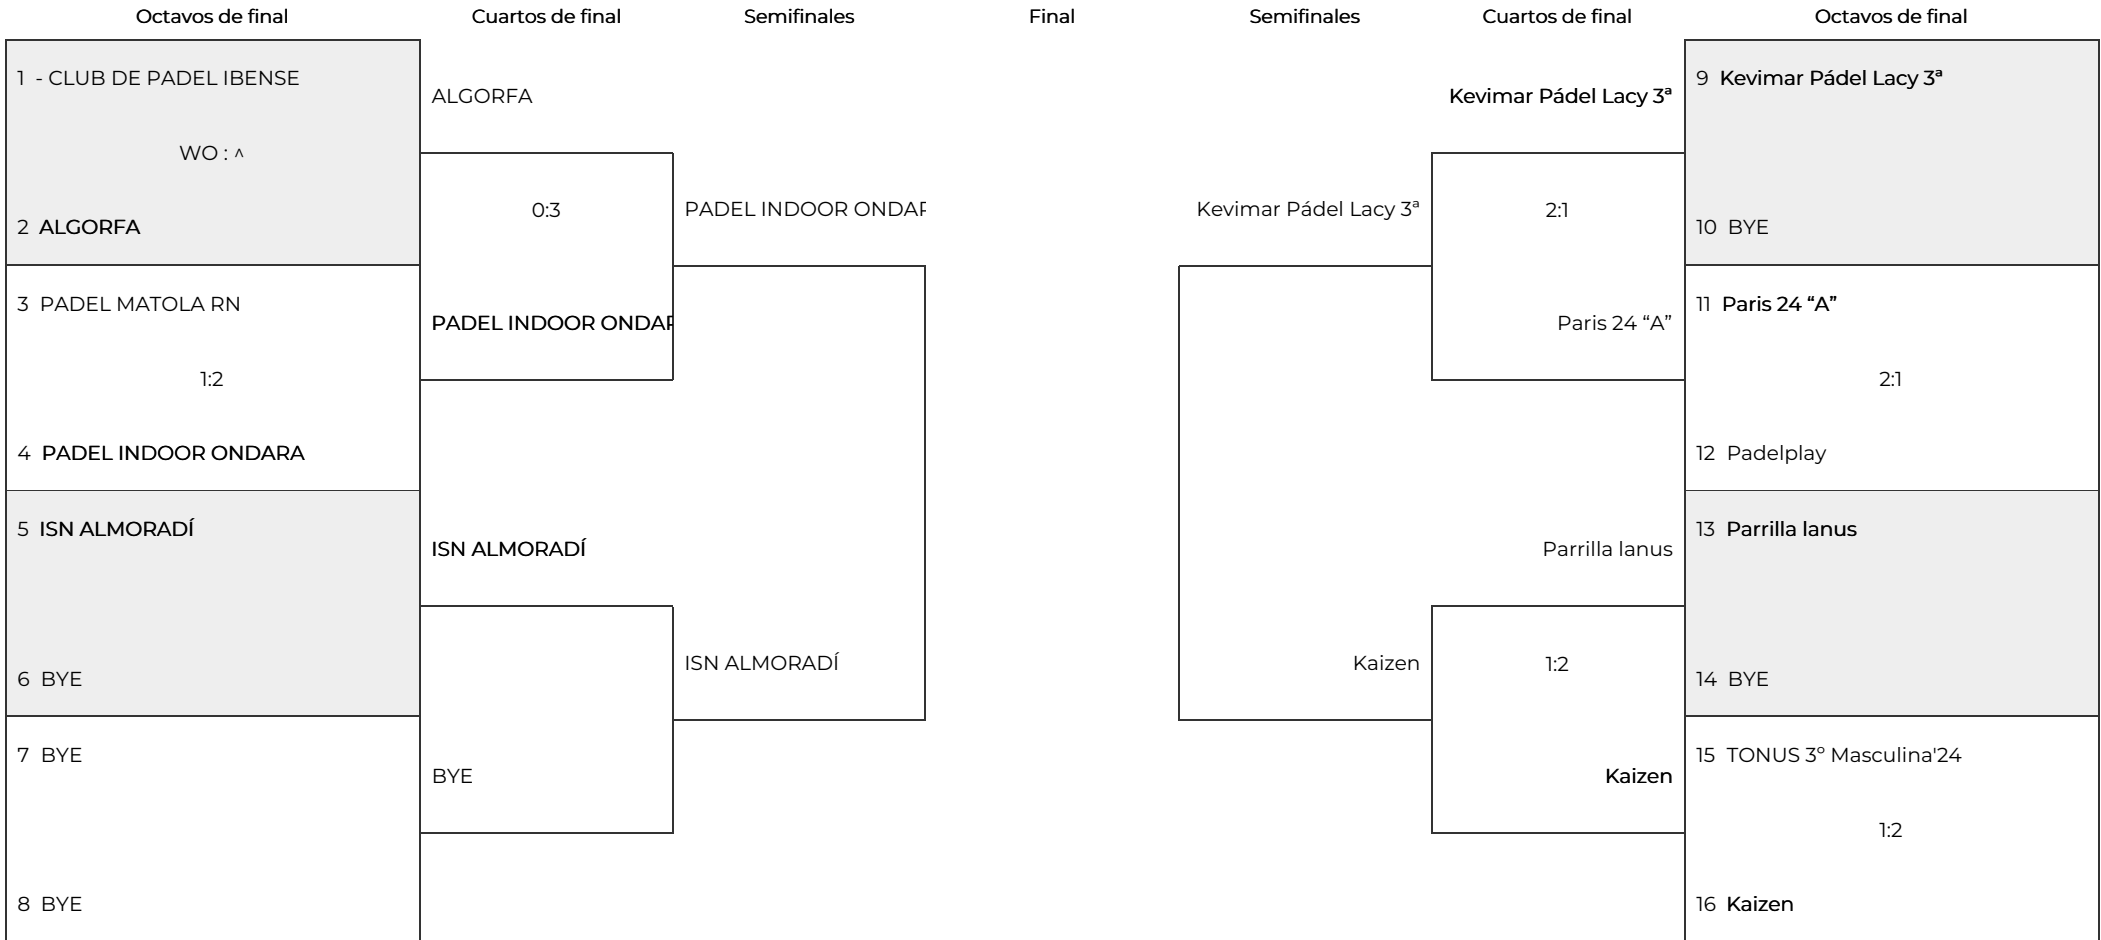 Octavos de final
Cuartos de final
Semifinales
Final
Semifinales
Cuartos de final
Octavos de final
1 - CLUB DE PADEL IBENSE
WO : ^
2 ALGORFA
3 PADEL MATOLA RN
1:2
4 PADEL INDOOR ONDARA
5 ISN ALMORADÍ
6 BYE
7 BYE
8 BYE
ALGORFA
0:3
PADEL INDOOR ONDAR
ISN ALMORADÍ
BYE
PADEL INDOOR ONDAR
ISN ALMORADÍ
Kevimar Pádel Lacy 3ª
Kaizen
Kevimar Pádel Lacy 3ª
2:1
Paris 24 “A”
Parrilla lanus
1:2
Kaizen
9 Kevimar Pádel Lacy 3ª
10 BYE
11 Paris 24 “A”
2:1
12 Padelplay
13 Parrilla lanus
14 BYE
15 TONUS 3º Masculina'24
1:2
16 Kaizen